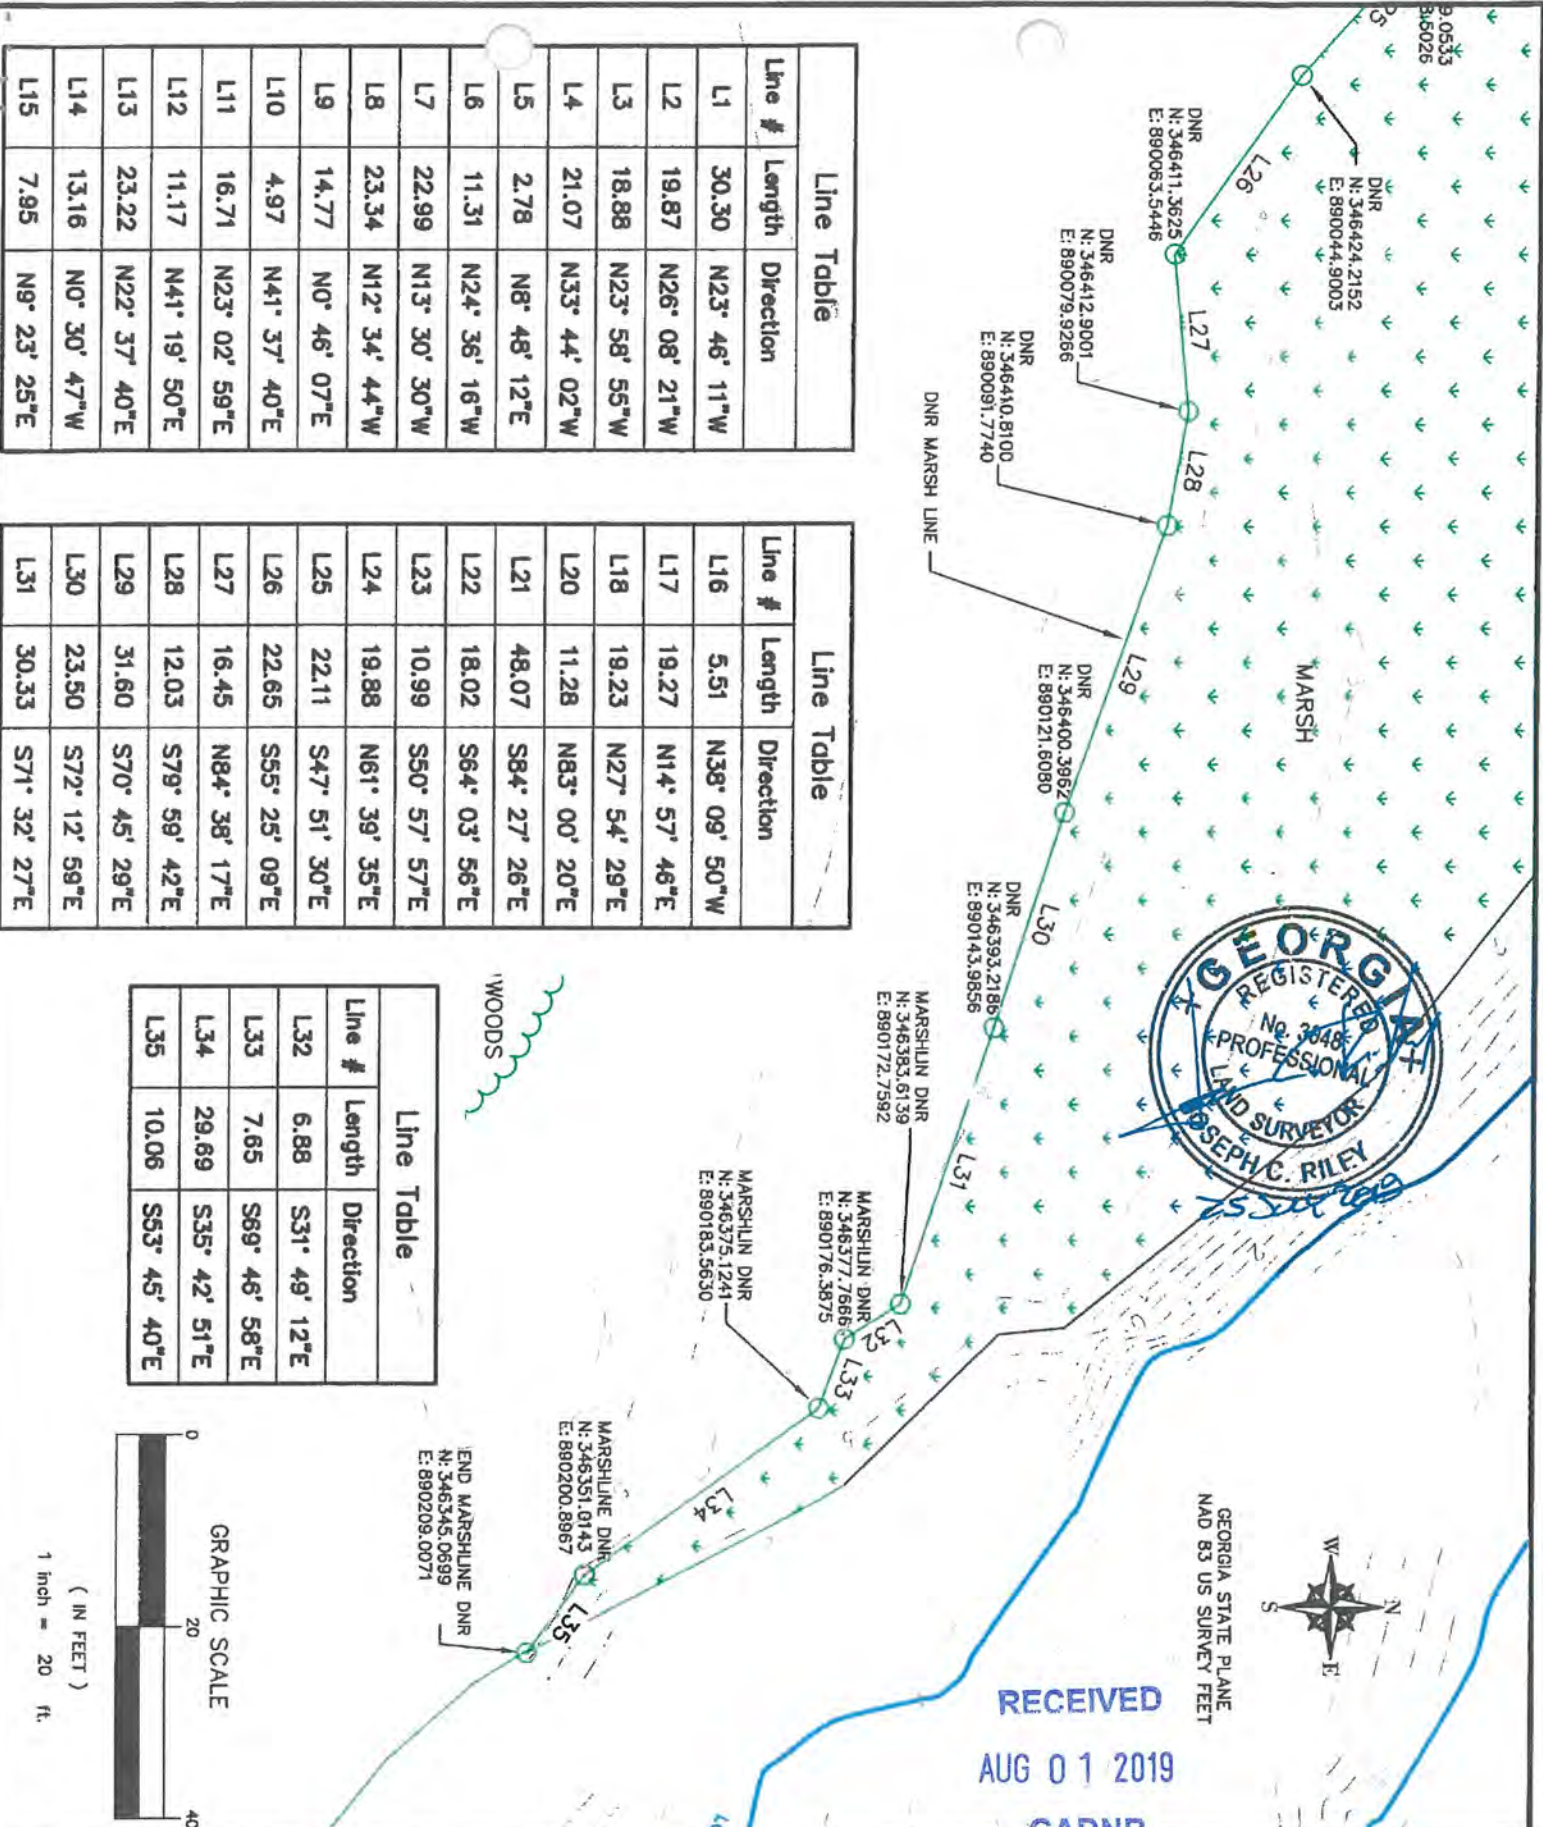 9.0533
8.5026
DNR
N: 346424.2152
E: 890044.9003
L26
DNR
N: 346411.3625
E: 890063.5446
L27
DNR
N: 346412.9001
E: 890079.9266
L28
DNR
N: 346410.8100
E: 890091.7740
DNR MARSH LINE
L29
MARSH
DNR
N: 346400.3962
E: 890121.6080
L30
DNR
N: 346393.2186
E: 890143.9856
L31
MARSHLIN DNR
N: 346383.6139
E: 890172.7592
L32
MARSHLIN DNR
N: 346377.7666
E: 890176.3875
L33
MARSHLIN DNR
N: 346375.1241
E: 890183.5630
L34
MARSHLINE DNR
N: 346351.0143
E: 890200.8967
L35
END MARSHLINE DNR
N: 346345.0699
E: 890209.0071
WOODS
GEORGIA
REGISTERED
No. 3048
PROFESSIONAL
LAND SURVEYOR
JOSEPH C. RILEY
25 July 2019
N
W
E
S
GEORGIA STATE PLANE
NAD 83 US SURVEY FEET
RECEIVED
AUG 01 2019
GADNR
Line Table
Line # Length Direction
L1 30.30 N23° 46' 11"W
L2 19.87 N26° 08' 21"W
L3 18.88 N23° 58' 55"W
L4 21.07 N33° 44' 02"W
L5 2.78 N8° 48' 12"E
L6 11.31 N24° 36' 16"W
L7 22.99 N13° 30' 30"W
L8 23.34 N12° 34' 44"W
L9 14.77 N0° 46' 07"E
L10 4.97 N41° 37' 40"E
L11 16.71 N23° 02' 59"E
L12 11.17 N41° 19' 50"E
L13 23.22 N22° 37' 40"E
L14 13.16 N0° 30' 47"W
L15 7.95 N9° 23' 25"E
Line Table
Line # Length Direction
L16 5.51 N38° 09' 50"W
L17 19.27 N14° 57' 46"E
L18 19.23 N27° 54' 29"E
L20 11.28 N83° 00' 20"E
L21 48.07 S84° 27' 26"E
L22 18.02 S64° 03' 56"E
L23 10.99 S50° 57' 57"E
L24 19.88 N61° 39' 35"E
L25 22.11 S47° 51' 30"E
L26 22.65 S55° 25' 09"E
L27 16.45 N84° 38' 17"E
L28 12.03 S79° 59' 42"E
L29 31.60 S70° 45' 29"E
L30 23.50 S72° 12' 59"E
L31 30.33 S71° 32' 27"E
Line Table
Line # Length Direction
L32 6.88 S31° 49' 12"E
L33 7.65 S69° 46' 58"E
L34 29.69 S35° 42' 51"E
L35 10.06 S53° 45' 40"E
GRAPHIC SCALE
0 20 40
( IN FEET )
1 inch = 20 ft.